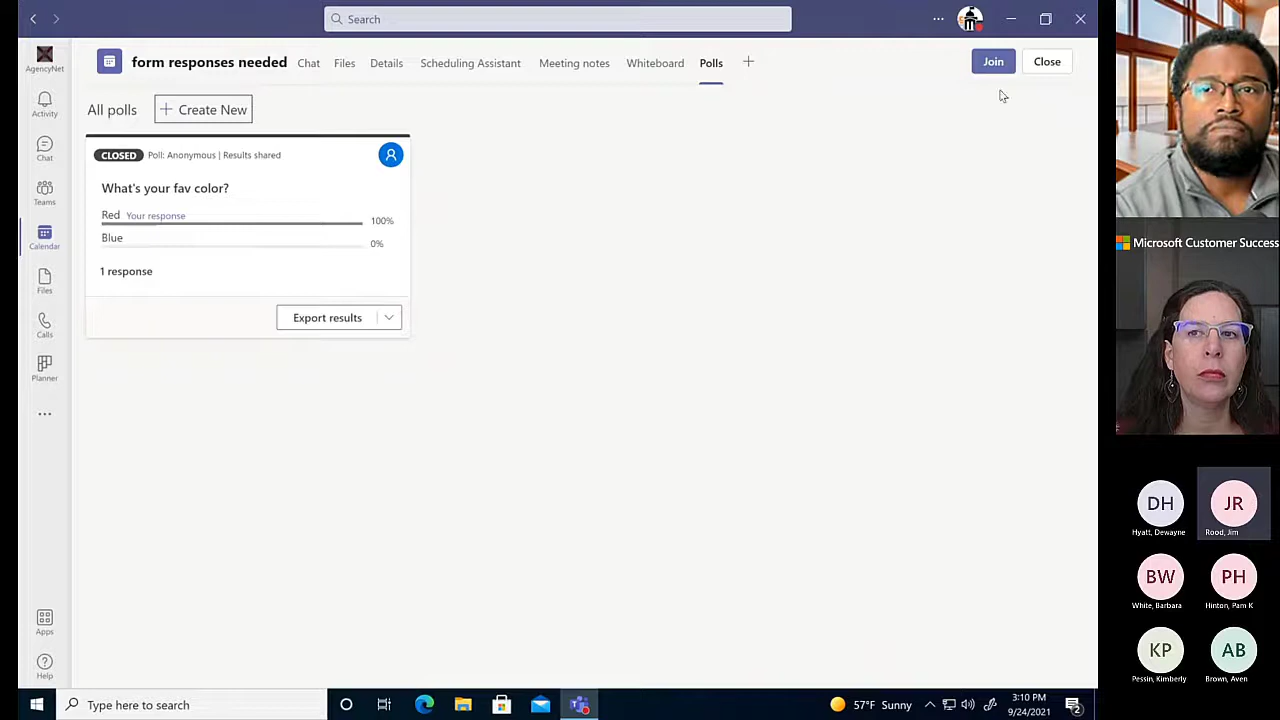 Search
AgencyNet
Activity
Chat
Teams
Calendar
Files
Calls
Planner
Apps
Help
form responses needed
Chat
Files
Details
Scheduling Assistant
Meeting notes
Whiteboard
Polls
Join
Close
All polls
Create New
CLOSED Poll: Anonymous | Results shared
What's your fav color?
Red Your response 100%
Blue 0%
1 response
Export results
Type here to search
57°F Sunny
3:10 PM
9/24/2021
2
Microsoft Customer Success
DH
Hyatt, Dewayne
JR
Rood, Jim
BW
White, Barbara
PH
Hinton, Pam K
KP
Pessin, Kimberly
AB
Brown, Aven